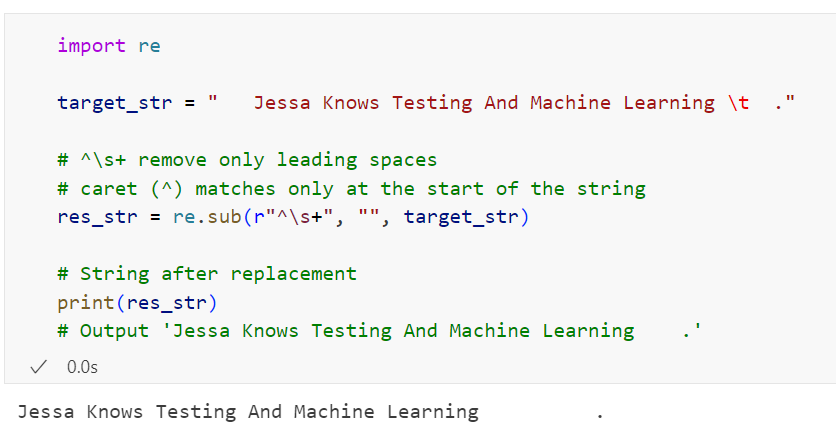 import re
target_str = "   Jessa Knows Testing And Machine Learning \t  ."
# ^\s+ remove only leading spaces
# caret (^) matches only at the start of the string
res_str = re.sub(r"^\s+", "", target_str)
# String after replacement
print(res_str)
# Output 'Jessa Knows Testing And Machine Learning    .'
✓ 0.0s
Jessa Knows Testing And Machine Learning          .